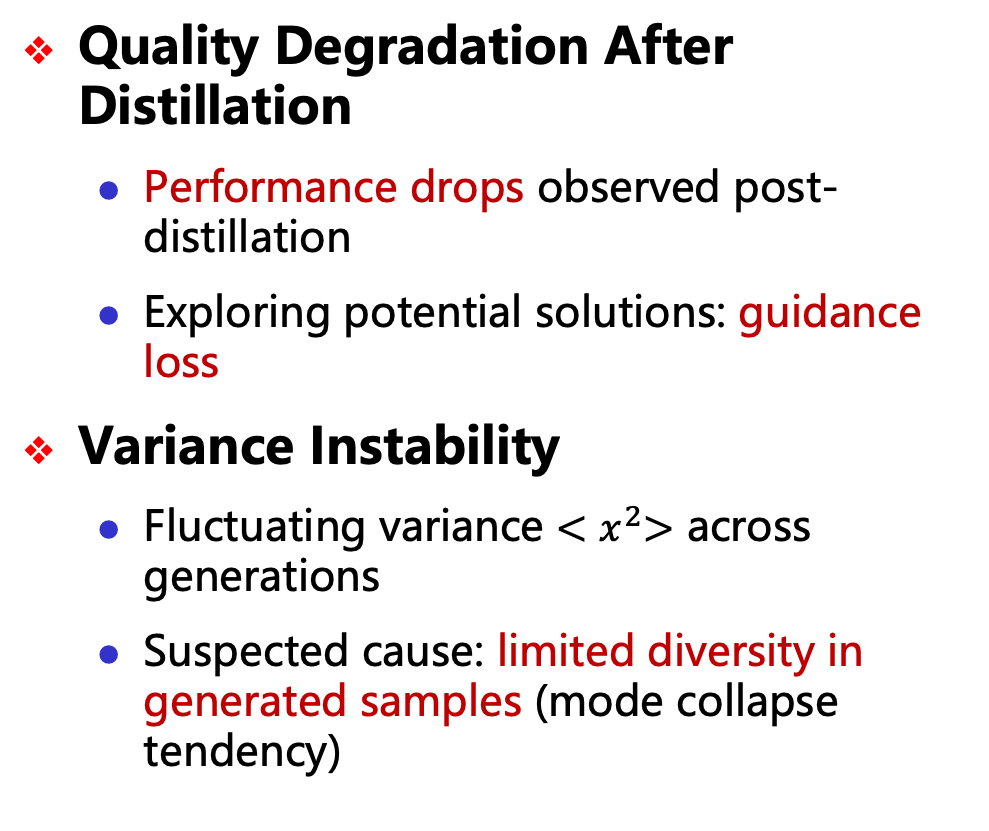 ❖ Quality Degradation After
Distillation
● Performance drops observed post-
distillation
● Exploring potential solutions: guidance
loss
❖ Variance Instability
● Fluctuating variance < x² > across
generations
● Suspected cause: limited diversity in
generated samples (mode collapse
tendency)